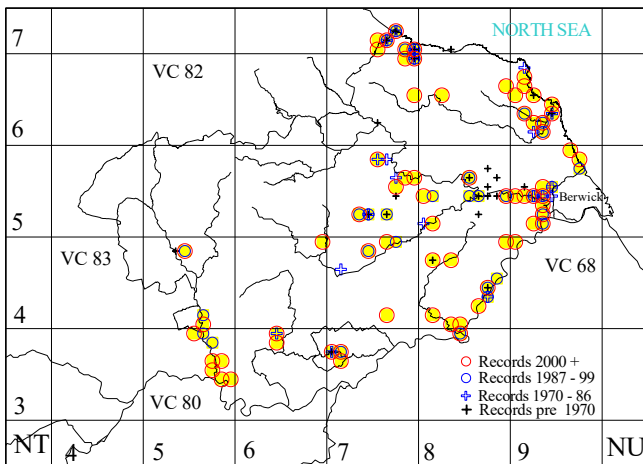 7
NORTH SEA
VC 82
6
Berwick
5
VC 83
VC 68
4
Records 2000 +
Records 1987 - 99
Records 1970 - 86
VC 80
Records pre 1970
3
NT 4 5 6 7 8 9 NU